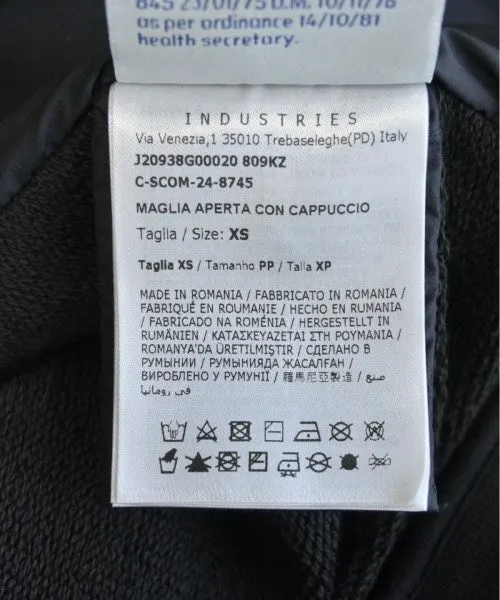 845 23/01/75 D.M. 10/11/76
as per ordinance 14/10/81
health secretary.
INDUSTRIES
Via Venezia,1 35010 Trebaseleghe(PD) Italy
J20938G00020 809KZ
C-SCOM-24-8745
MAGLIA APERTA CON CAPPUCCIO
Taglia / Size: XS
Taglia XS / Tamanho PP / Talla XP
MADE IN ROMANIA / FABBRICATO IN ROMANIA /
FABRIQUÉ EN ROUMANIE / HECHO EN RUMANIA
/ FABRICADO NA ROMÉNIA / HERGESTELLT IN
RUMÄNIEN / ΚΑΤΑΣΚΕΥΑΖΕΤΑΙ ΣΤΗ ΡΟΥΜΑΝΙΑ /
ROMANYA'DA ÜRETILMIŞTIR / СДЕЛАНО В
РУМЫНИИ / РУМЫНИЯДА ЖАСАЛҒАН /
ВИРОБЛЕНО У РУМУНІЇ / 羅馬尼亞製造 / صنع
في رومانيا